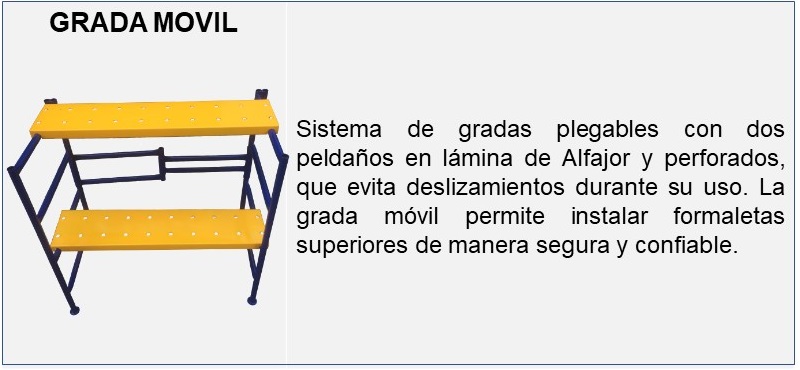 GRADA MOVIL
Sistema de gradas plegables con dos
peldaños en lámina de Alfajor y perforados,
que evita deslizamientos durante su uso. La
grada móvil permite instalar formaletas
superiores de manera segura y confiable.